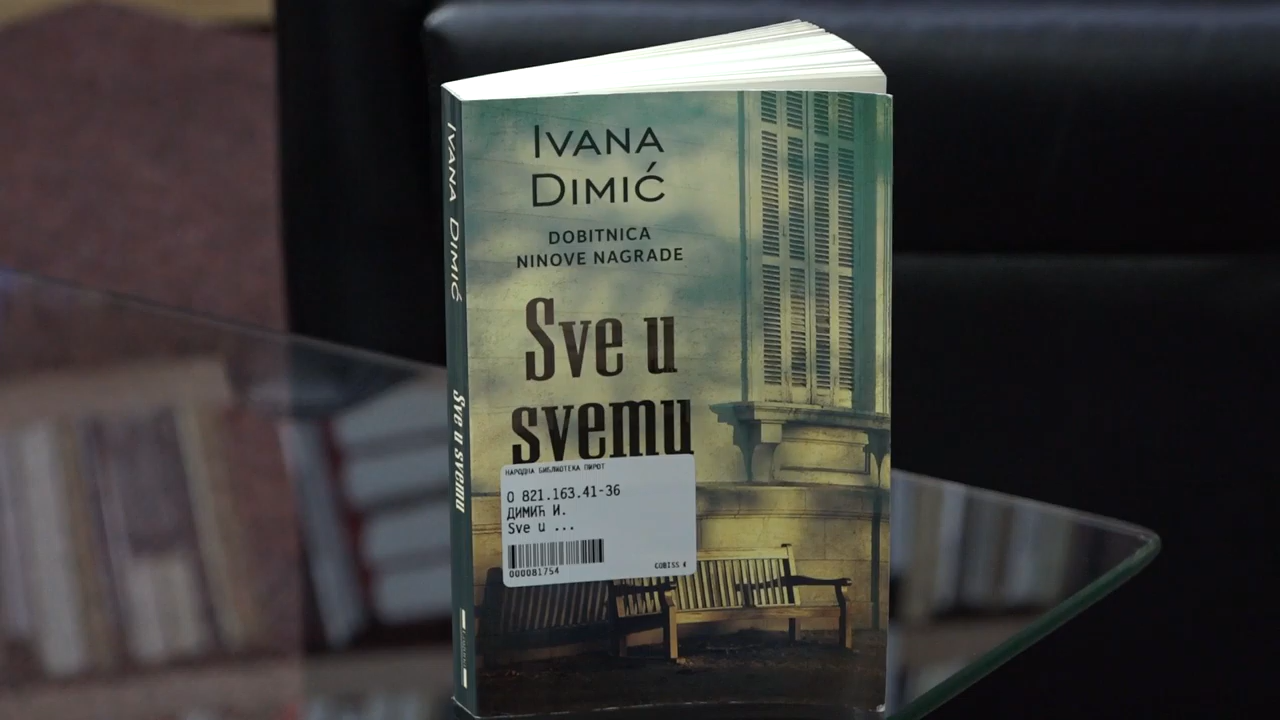 IVANA
DIMIĆ
DOBITNICA
NINOVE NAGRADE
Sve u
svemu
НАРОДНА БИБЛИОТЕКА ПИРОТ
O 821.163.41-36
ДИМИЋ И.
Sve u ...
000081754
COBISS
IVANA DIMIĆ
Sve u svemu